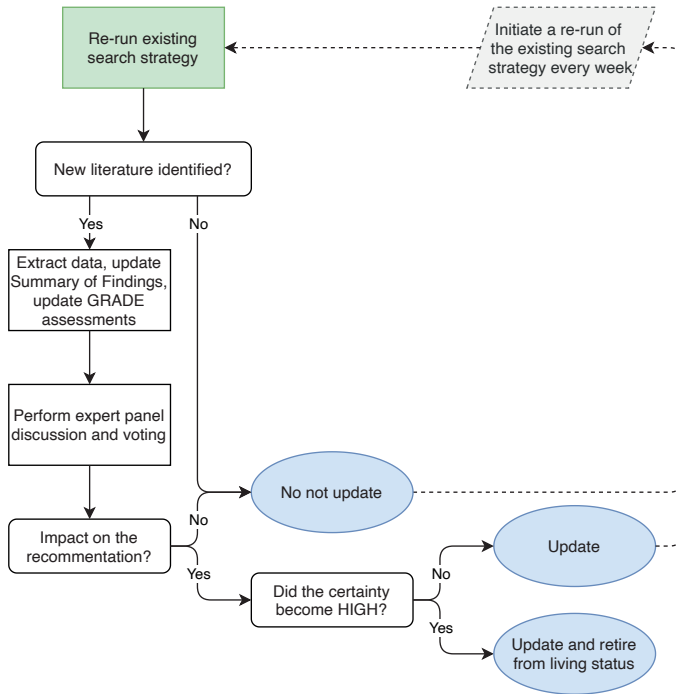 Re-run existing
search strategy
Initiate a re-run of
the existing search
strategy every week
New literature identified?
Yes
No
Extract data, update
Summary of Findings,
update GRADE
assessments
Perform expert panel
discussion and voting
No not update
No
Impact on the
recommentation?
Yes
Did the certainty
become HIGH?
No
Update
Yes
Update and retire
from living status